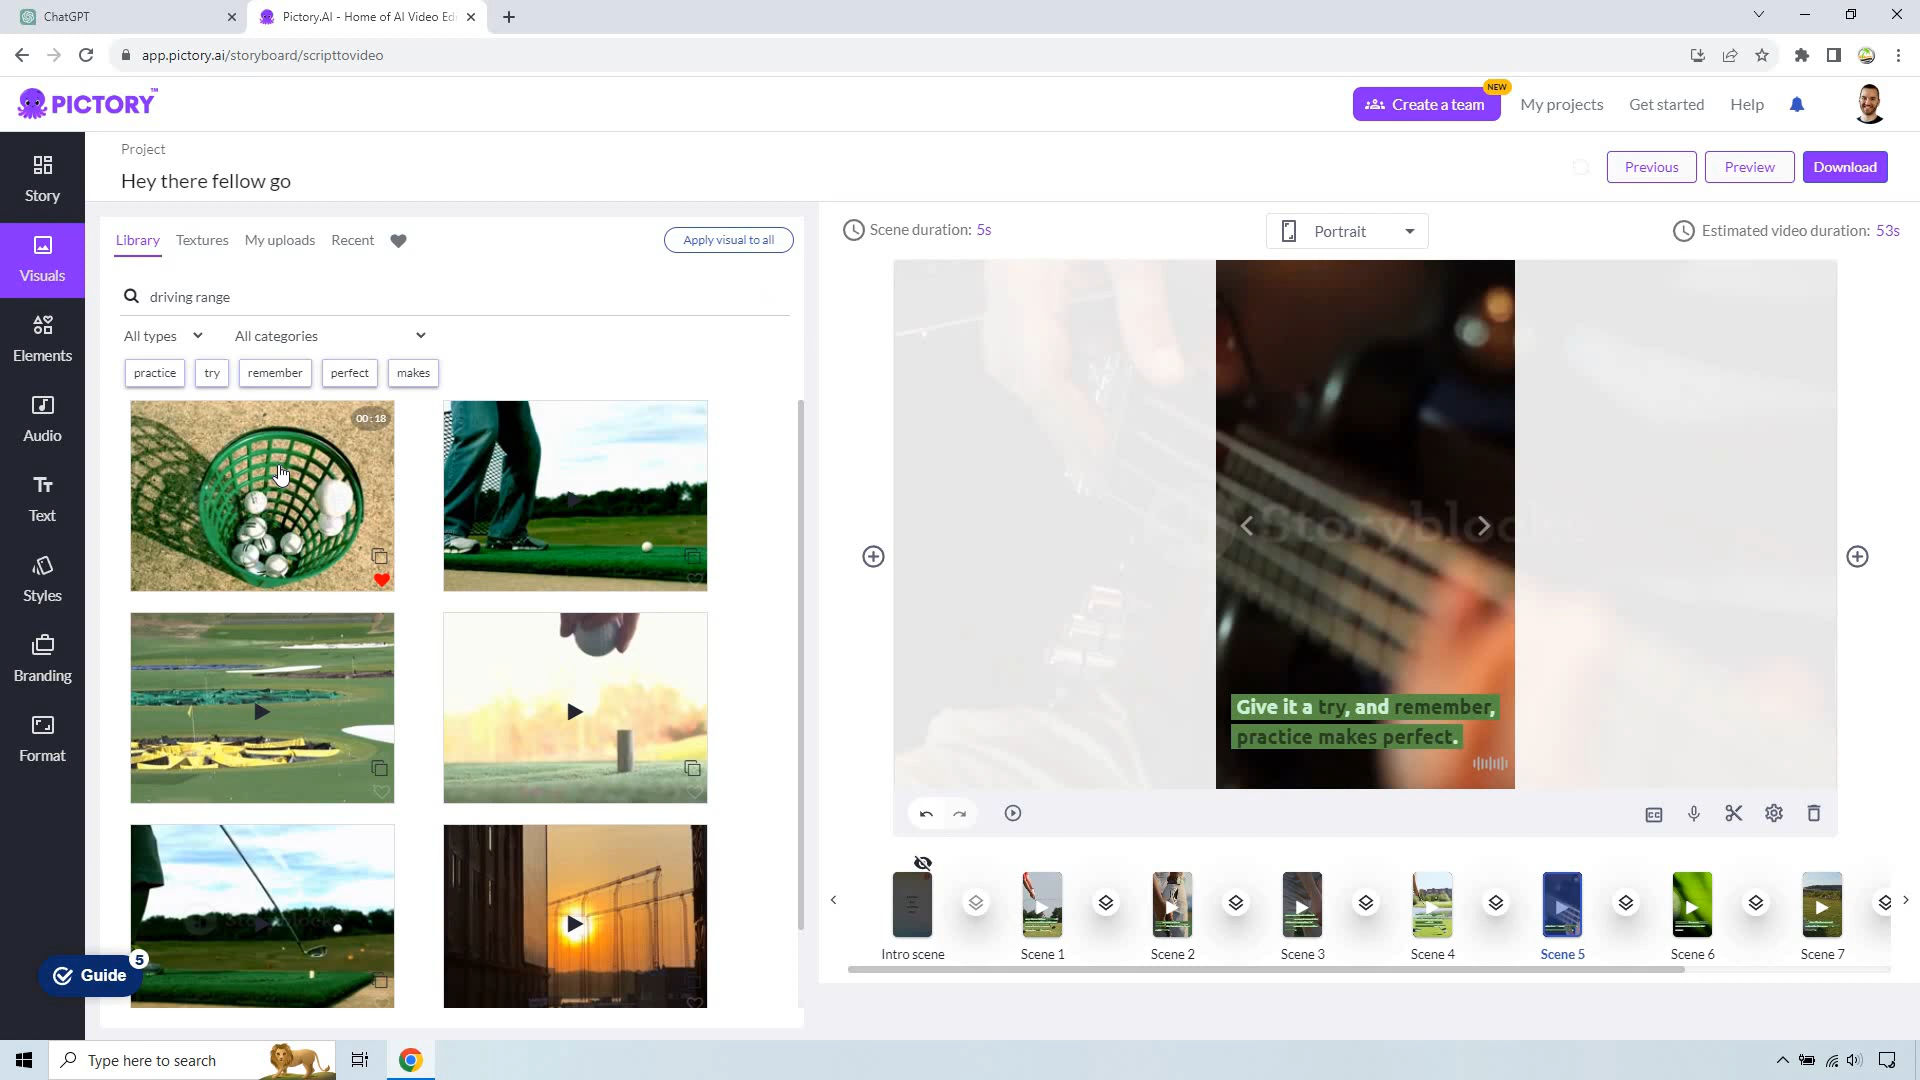 ChatGPT
Pictory.AI - Home of AI Video Edi
app.pictory.ai/storyboard/scripttovideo
PICTORY™
NEW
Create a team
My projects
Get started
Help
Project
Hey there fellow go
Previous
Preview
Download
Story
Visuals
Elements
Audio
Text
Styles
Branding
Format
Library
Textures
My uploads
Recent
Apply visual to all
driving range
All types
All categories
practice
try
remember
perfect
makes
00:18
Guide
5
Scene duration: 5s
Portrait
Estimated video duration: 53s
Storyblocks
Give it a try, and remember,
practice makes perfect.
CC
Intro scene
Scene 1
Scene 2
Scene 3
Scene 4
Scene 5
Scene 6
Scene 7
Type here to search